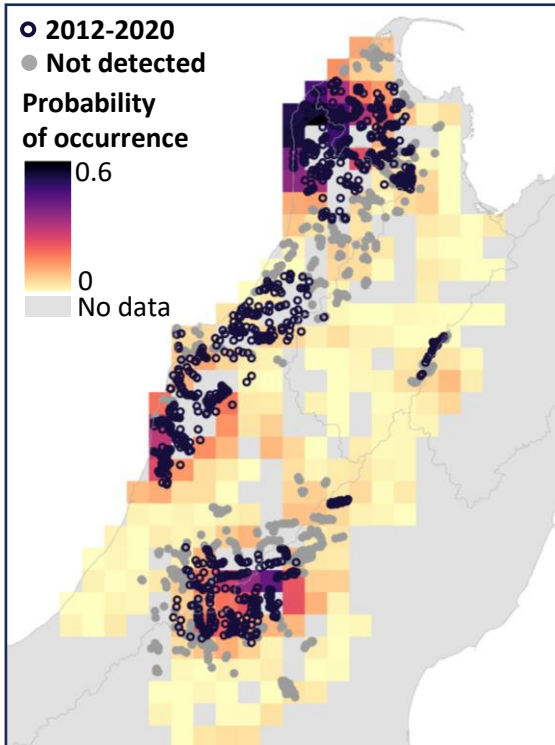 2012-2020
Not detected
Probability
of occurrence
0.6
0
No data